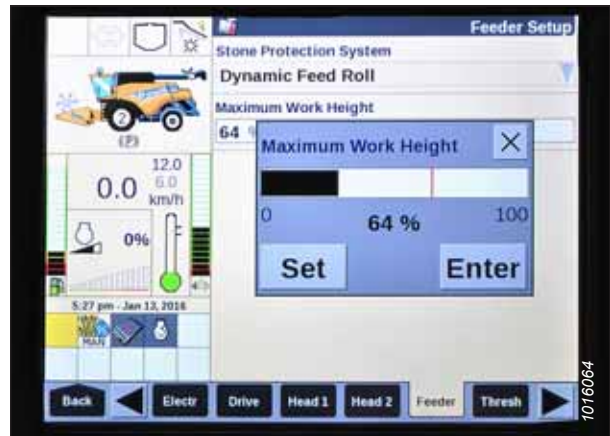 Feeder Setup
Stone Protection System
Dynamic Feed Roll
Maximum Work Height
64 %
Maximum Work Height
0 64 % 100
Set Enter
2
(P)
0.0 12.0
6.0
km/h
0%
5:27 pm - Jan 13, 2016
MAN
Back Electr Drive Head 1 Head 2 Feeder Thresh
1016064